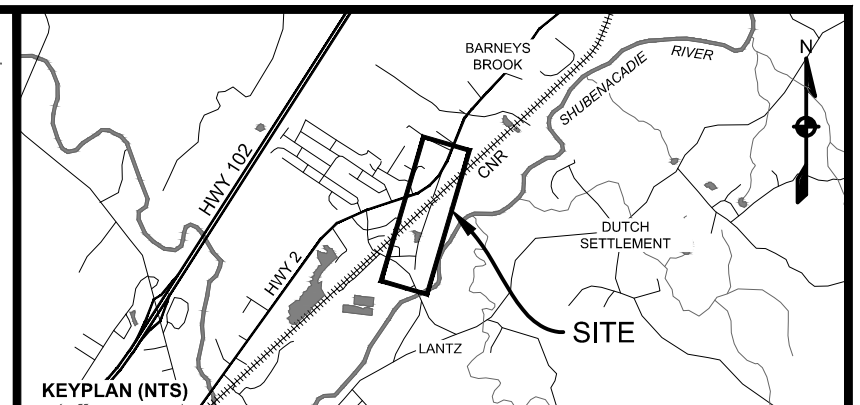 BARNEYS
BROOK
RIVER
SHUBENACADIE
N
HWY 102
CNR
DUTCH
SETTLEMENT
HWY 2
SITE
LANTZ
KEYPLAN (NTS)